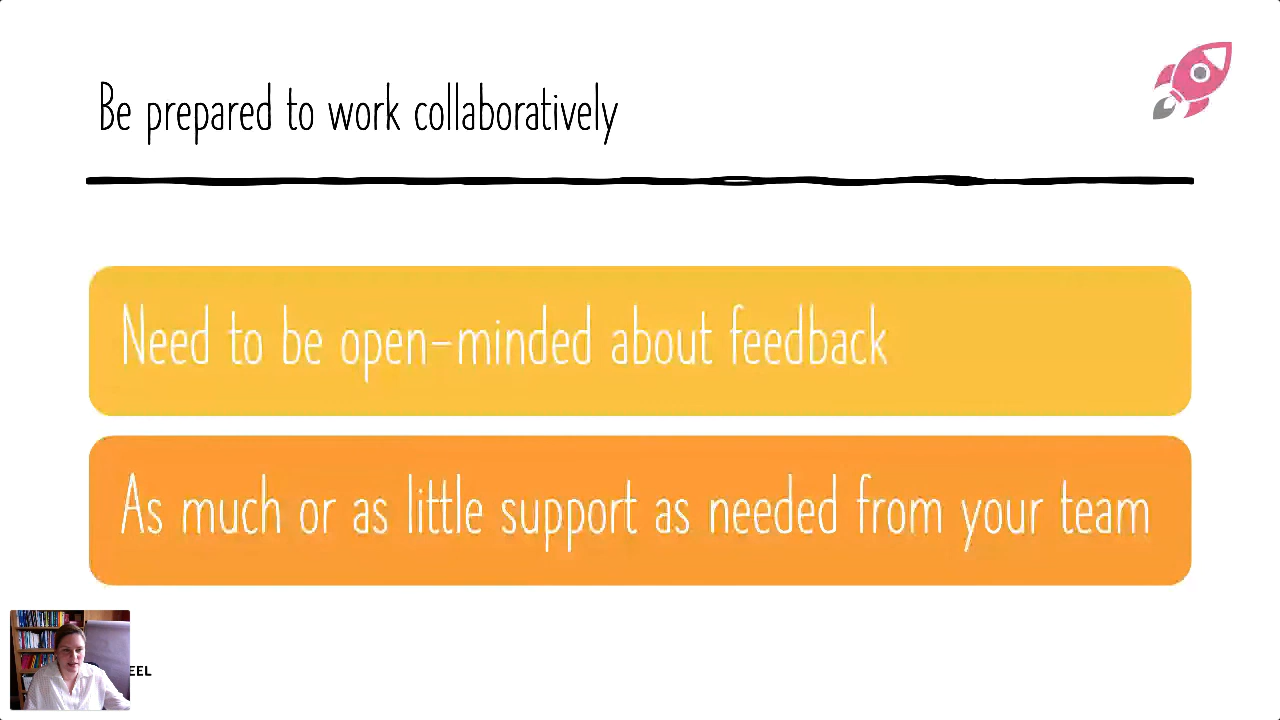 Be prepared to work collaboratively
Need to be open-minded about feedback
As much or as little support as needed from your team
EEL